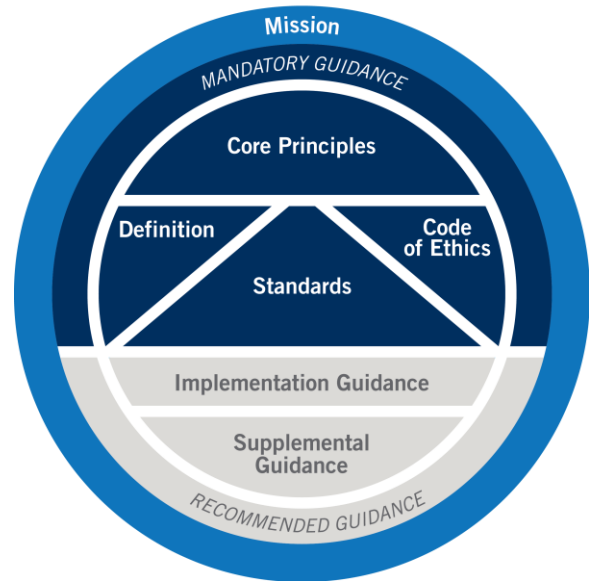 Mission
MANDATORY GUIDANCE
Core Principles
Definition
Code
of Ethics
Standards
Implementation Guidance
Supplemental
Guidance
RECOMMENDED GUIDANCE